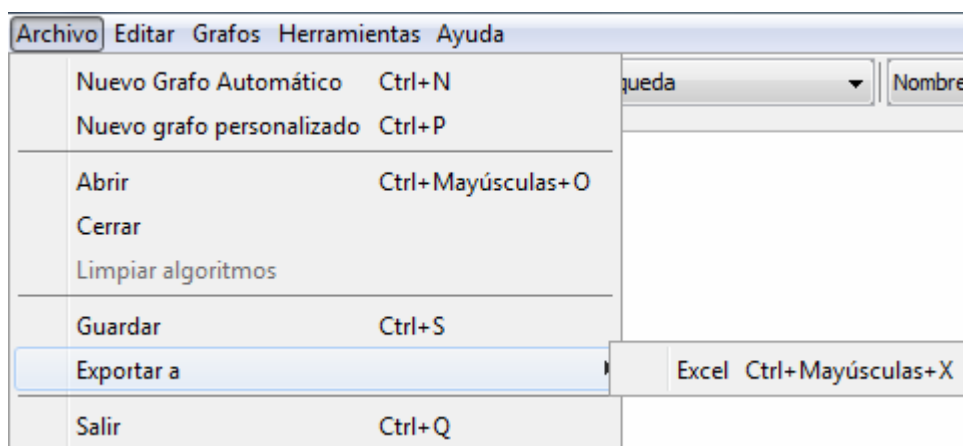 Archivo Editar Grafos Herramientas Ayuda
Nuevo Grafo Automático Ctrl+N
Nuevo grafo personalizado Ctrl+P
Abrir Ctrl+Mayúsculas+O
Cerrar
Limpiar algoritmos
Guardar Ctrl+S
Exportar a
Excel Ctrl+Mayúsculas+X
Salir Ctrl+Q
Nombre